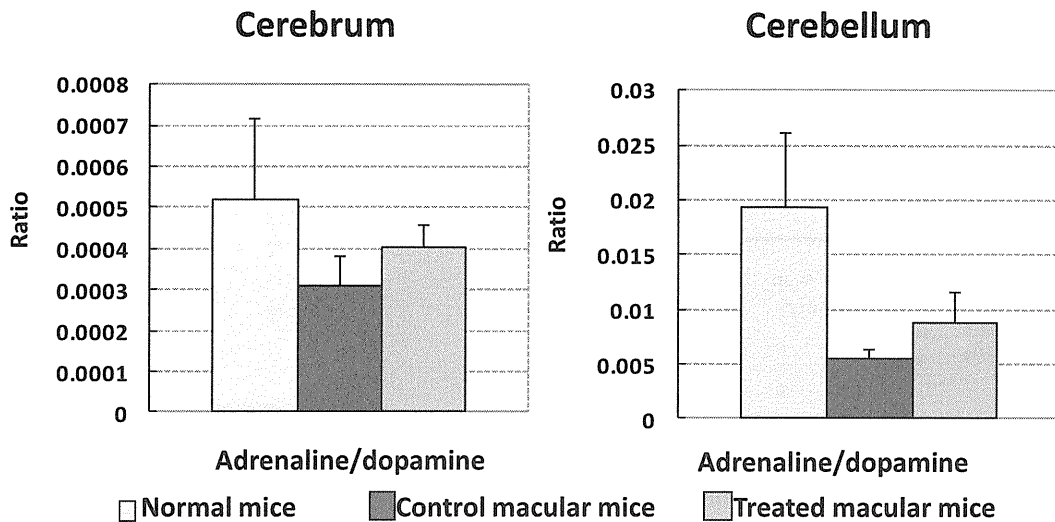 Cerebrum
Cerebellum
Ratio
0.0008
0.0007
0.0006
0.0005
0.0004
0.0003
0.0002
0.0001
0
Adrenaline/dopamine
Ratio
0.03
0.025
0.02
0.015
0.01
0.005
0
Adrenaline/dopamine
Normal mice
Control macular mice
Treated macular mice